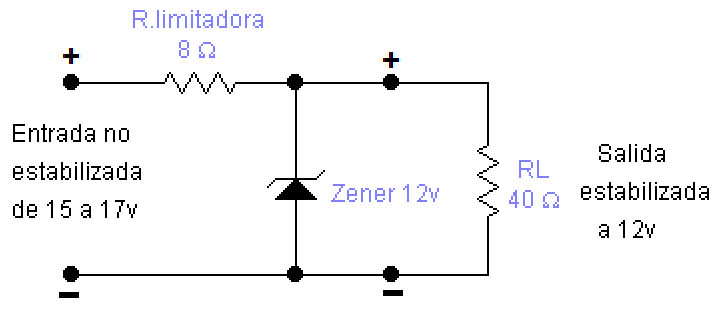 R.limitadora
8 Ω
+
+
Entrada no
estabilizada
de 15 a 17v
Zener 12v
RL
40 Ω
Salida
estabilizada
a 12v
–
–